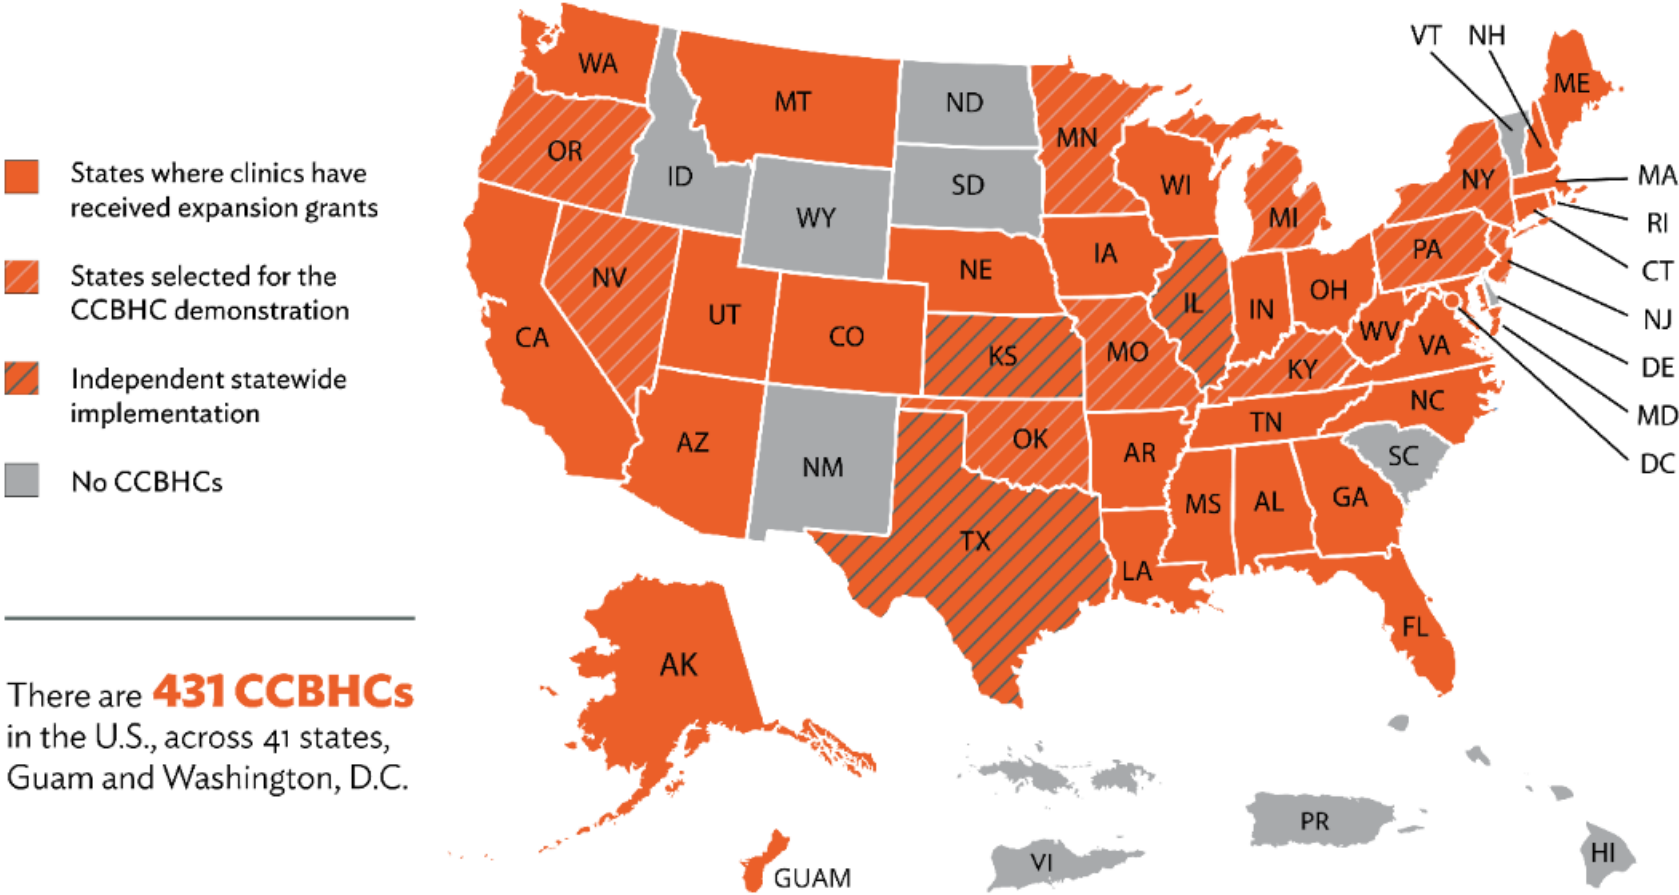 States where clinics have
received expansion grants
States selected for the
CCBHC demonstration
Independent statewide
implementation
No CCBHCs
There are 431 CCBHCs
in the U.S., across 41 states,
Guam and Washington, D.C.
VT NH
WA
MT
ND
MN
ME
OR
ID
SD
WI
NY
MA
WY
MI
RI
NV
NE
IA
PA
CT
UT
CO
IL
IN
OH
NJ
CA
KS
MO
WV
VA
DE
KY
MD
AZ
NM
OK
AR
TN
NC
DC
SC
TX
MS
AL
GA
LA
FL
AK
GUAM
VI
PR
HI